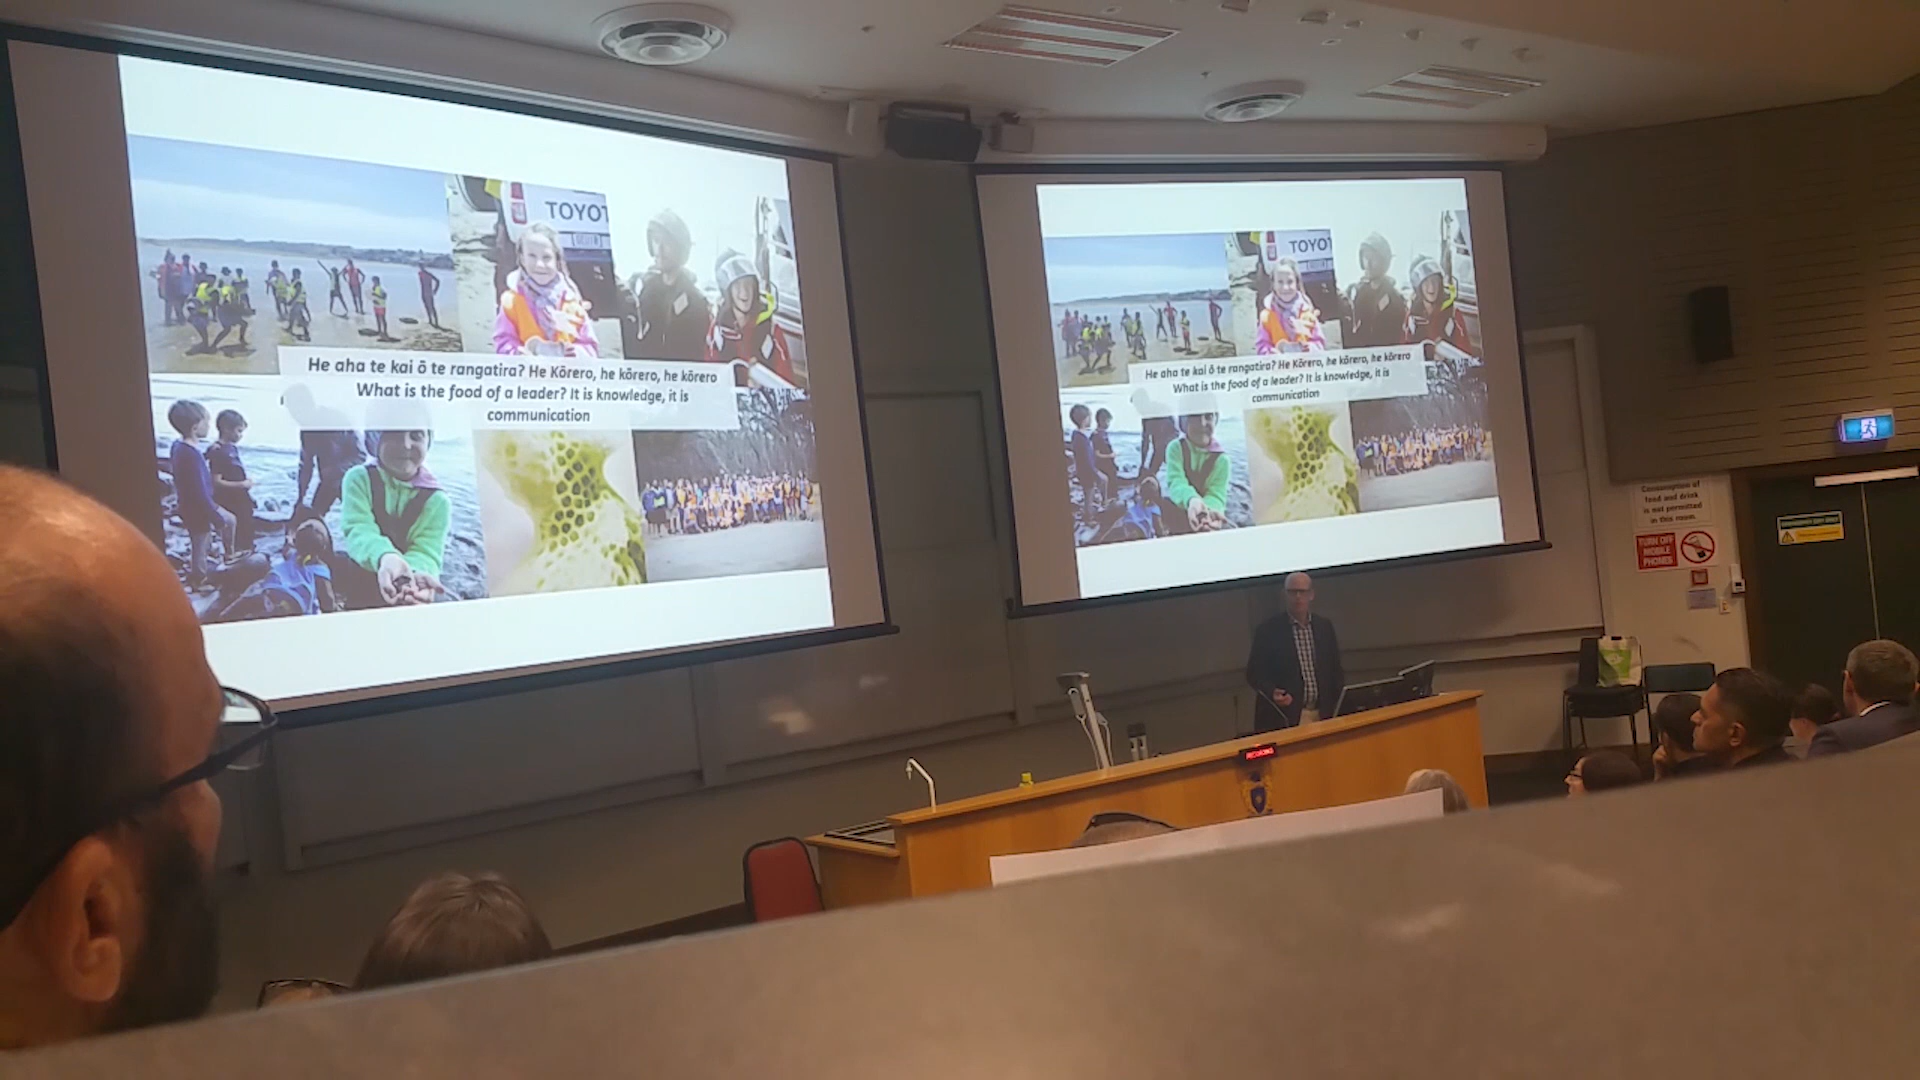 TOYO
He aha te kai ō te rangatira? He Kōrero, he kōrero, he kōrero
What is the food of a leader? It is knowledge, it is
communication
TOYOT
He aha te kai ō te rangatira? He Kōrero, he kōrero, he kōrero
What is the food of a leader? It is knowledge, it is
communication
Consumption of
food and drink
is not permitted
in this room.
TURN OFF
MOBILE
PHONES
RECORDING